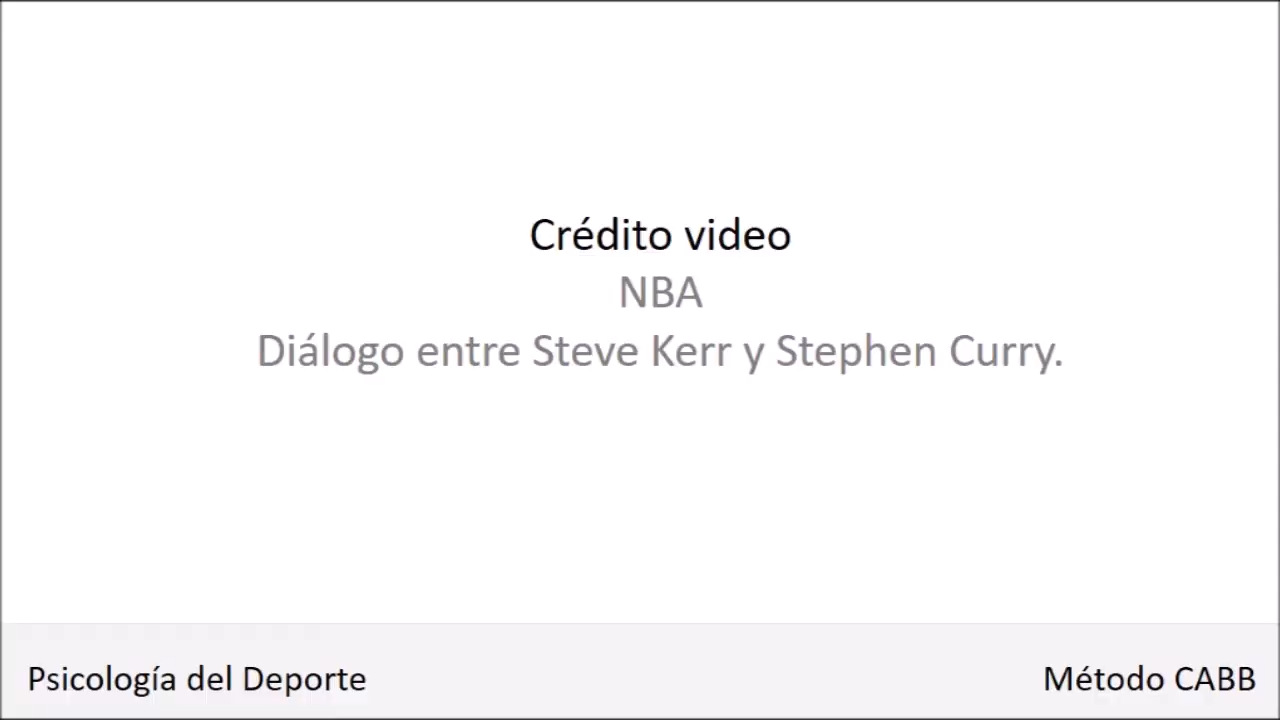 Crédito video
NBA
Diálogo entre Steve Kerr y Stephen Curry.
Psicología del Deporte
Método CABB